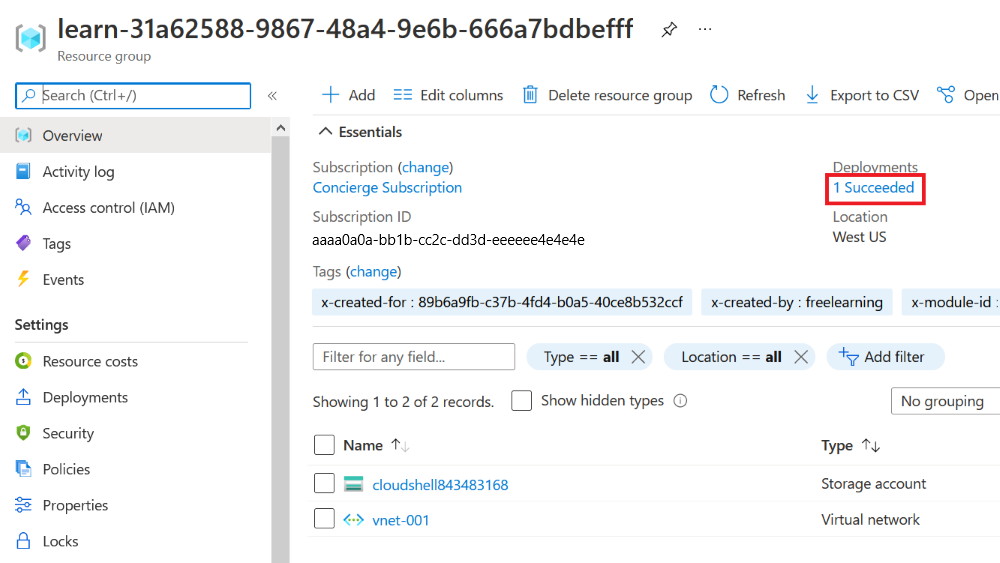 learn-31a62588-9867-48a4-9e6b-666a7bdbefff ...
Resource group
Search (Ctrl+/) «
Overview
Activity log
Access control (IAM)
Tags
Events
Settings
Resource costs
Deployments
Security
Policies
Properties
Locks
Add Edit columns Delete resource group Refresh Export to CSV Open
Essentials
Subscription (change)
Concierge Subscription
Subscription ID
aaaa0a0a-bb1b-cc2c-dd3d-eeeeee4e4e4e
Deployments
1 Succeeded
Location
West US
Tags (change)
x-created-for : 89b6a9fb-c37b-4fd4-b0a5-40ce8b532ccf x-created-by : freelearning x-module-id :
Filter for any field... Type == all Location == all Add filter
Showing 1 to 2 of 2 records. Show hidden types No grouping
Name ↑↓ Type ↑↓
cloudshell843483168 Storage account
vnet-001 Virtual network